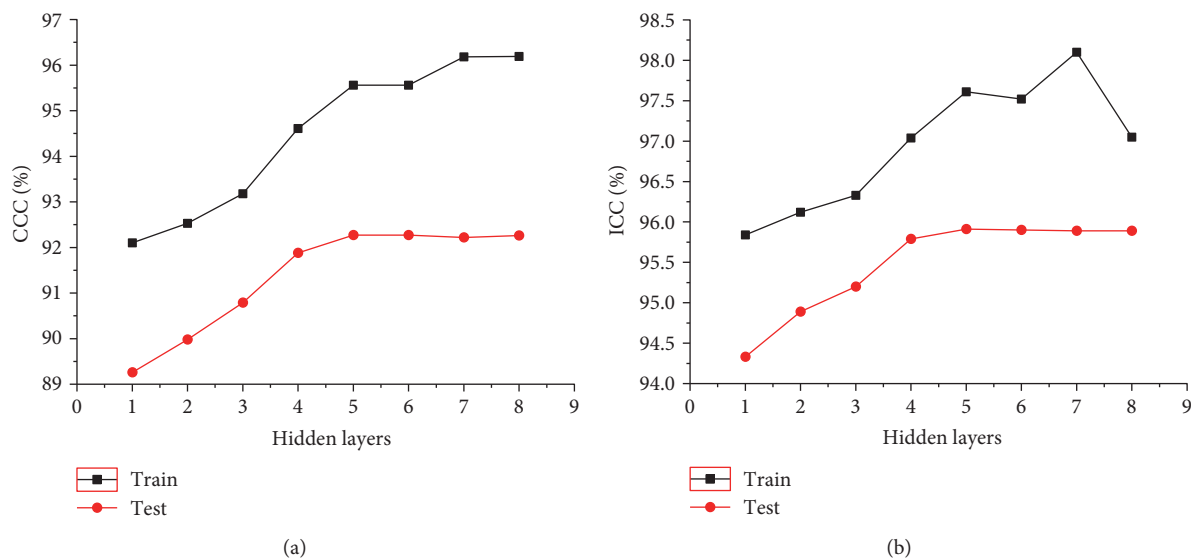 97
96
95
94
93
92
91
90
89
CCC (%)
0 1 2 3 4 5 6 7 8 9
Hidden layers
Train
Test
(a)
98.5
98.0
97.5
97.0
96.5
96.0
95.5
95.0
94.5
94.0
ICC (%)
0 1 2 3 4 5 6 7 8 9
Hidden layers
Train
Test
(b)